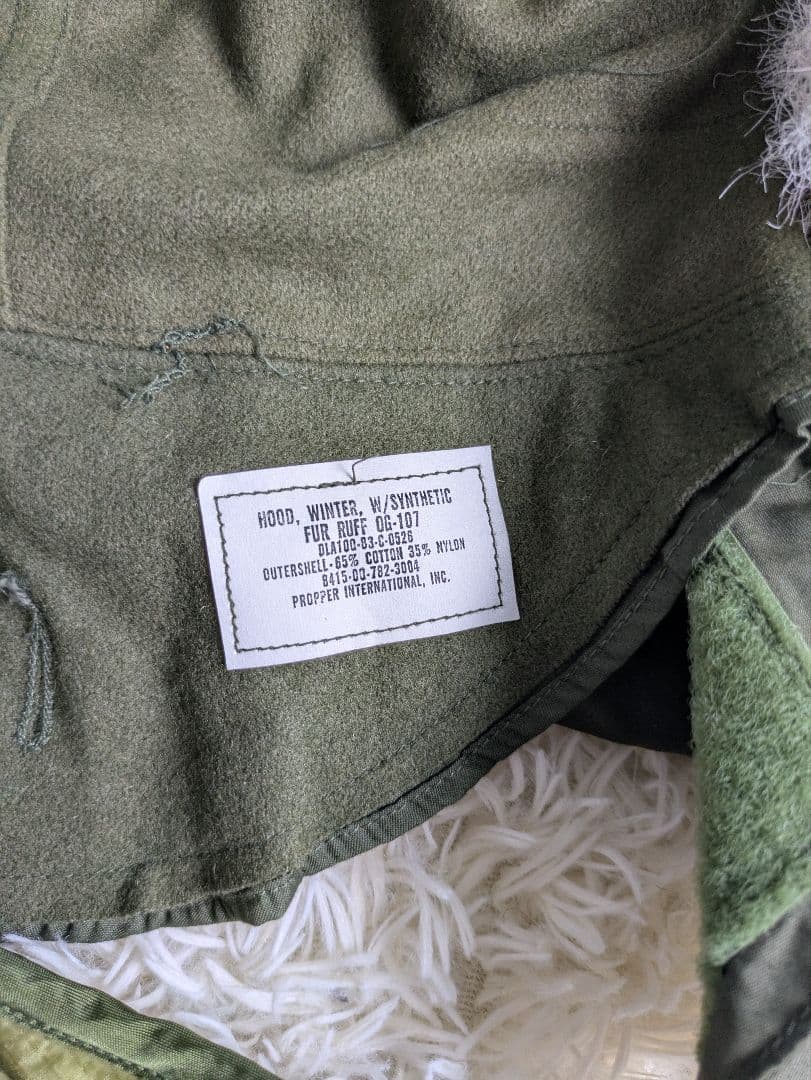 HOOD, WINTER, W/SYNTHETIC
FUR RUFF OG-107
DLA100-83-C-0526
OUTERSHELL-65% COTTON 35% NYLON
8415-00-782-3004
PROPPER INTERNATIONAL, INC.